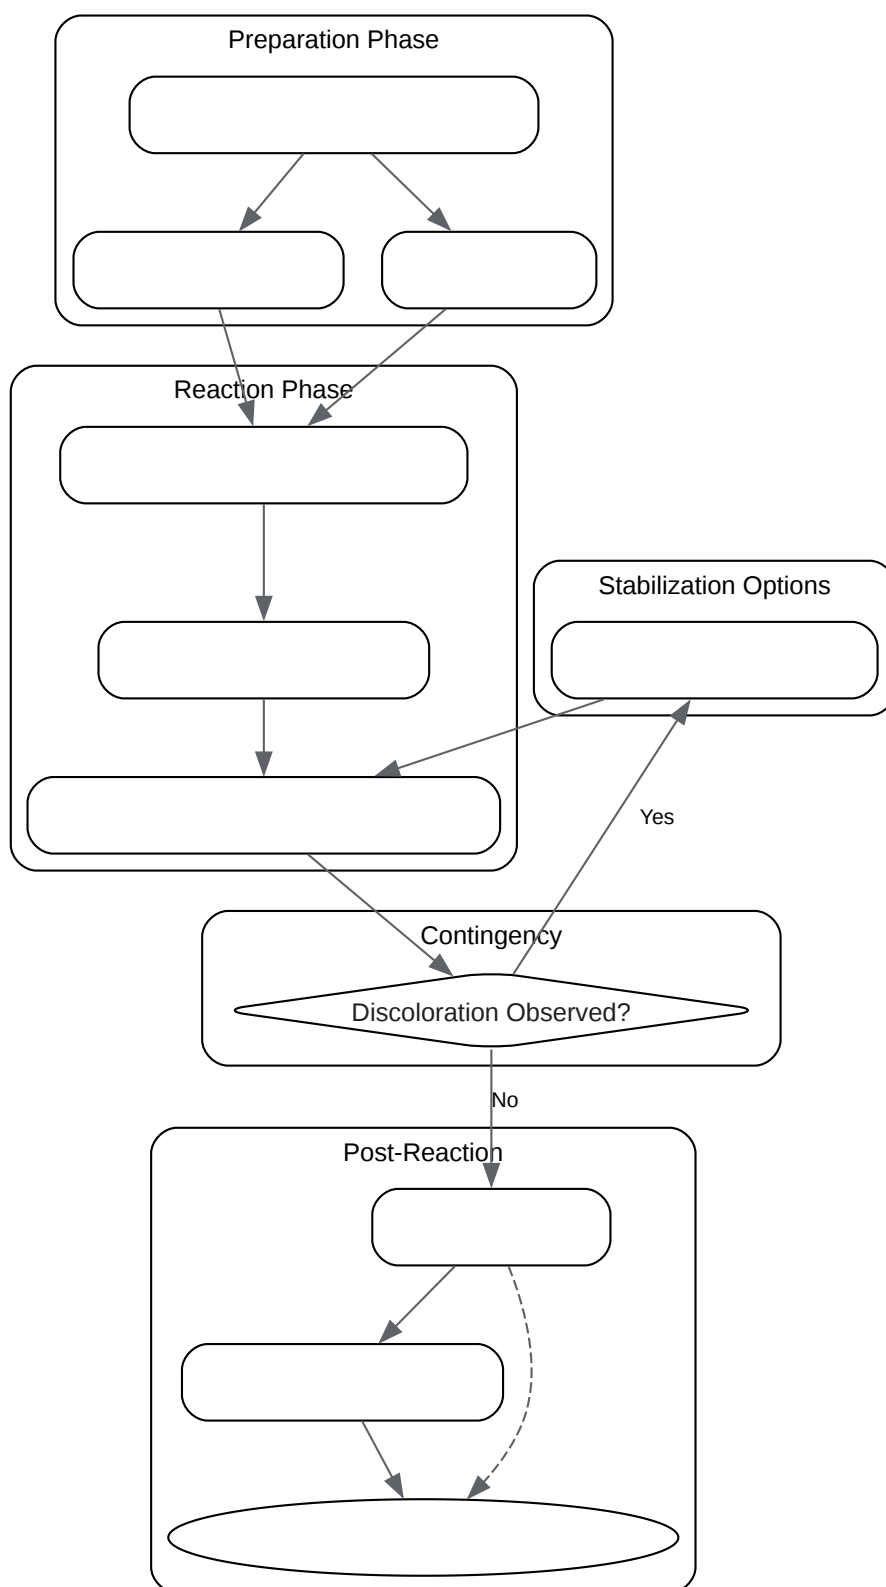 Preparation Phase
Reaction Phase
Stabilization Options
Yes
Contingency
Discoloration Observed?
No
Post-Reaction